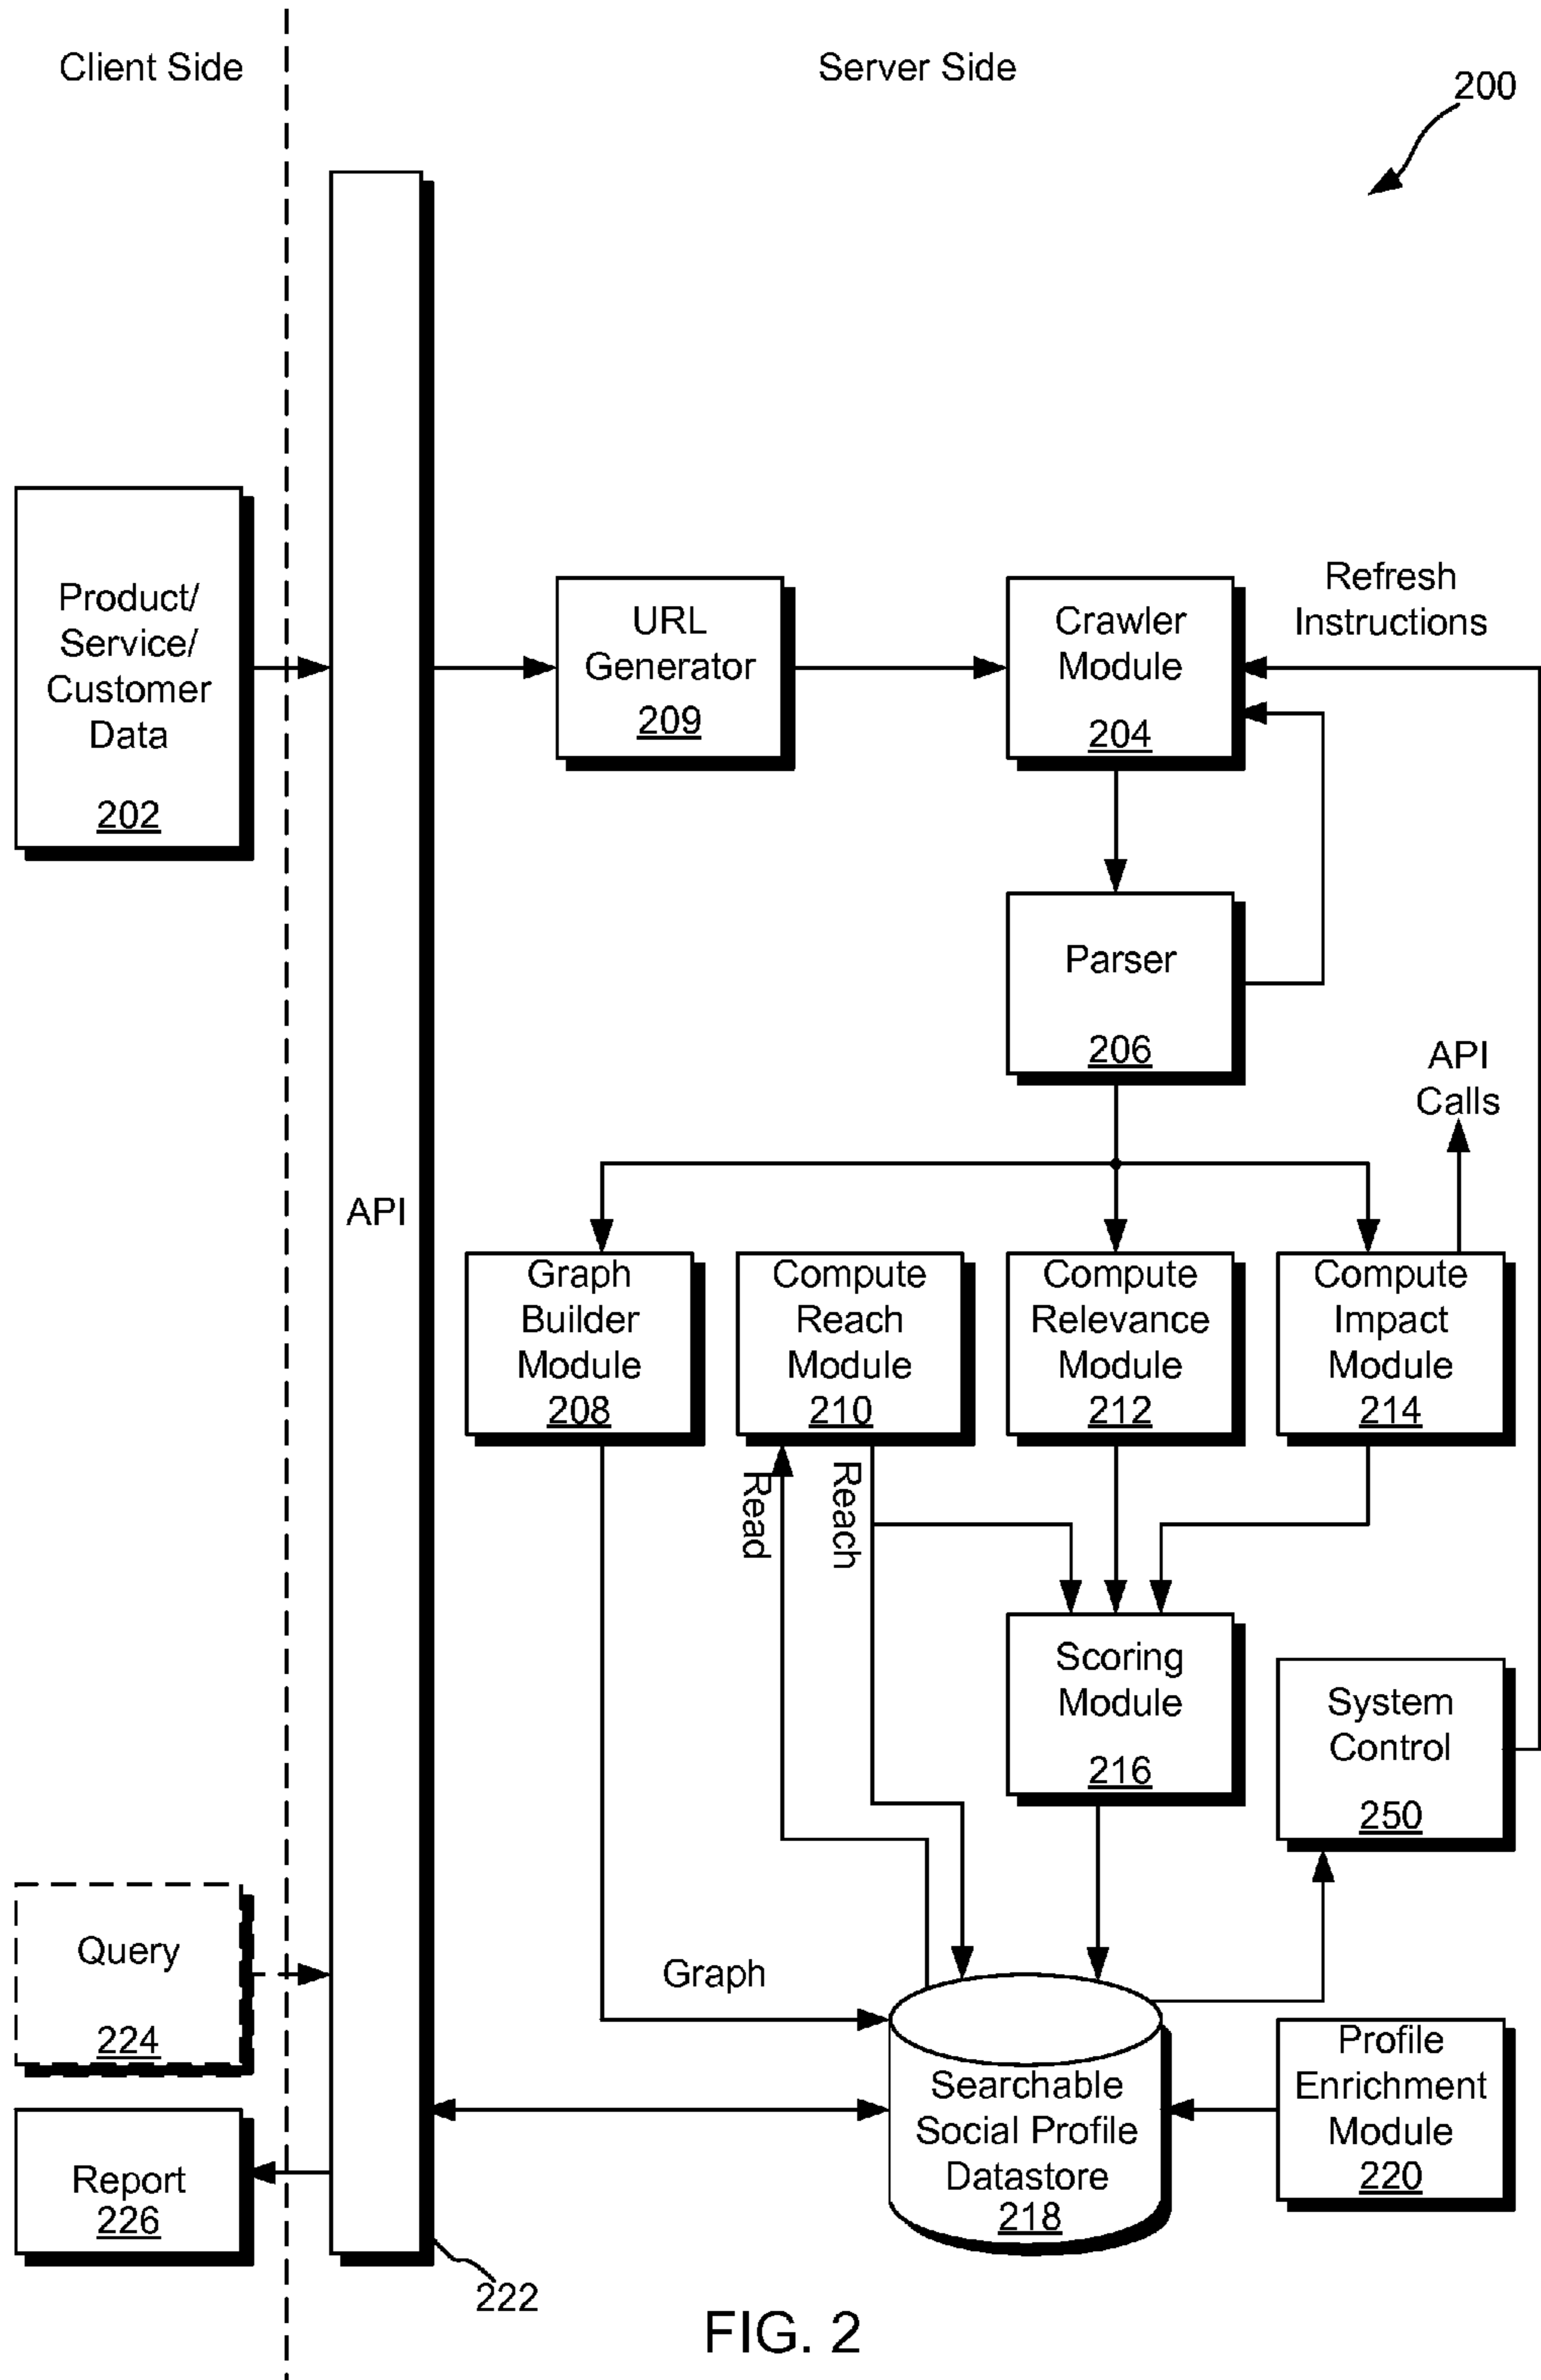 Client Side
Server Side
200
Product/
Service/
Customer
Data
202
URL
Generator
209
Crawler
Module
204
Refresh
Instructions
Parser
206
API
Calls
API
Graph
Builder
Module
208
Compute
Reach
Module
210
Compute
Relevance
Module
212
Compute
Impact
Module
214
Read
Reach
Scoring
Module
216
System
Control
250
Query
224
Graph
Searchable
Social Profile
Datastore
218
Profile
Enrichment
Module
220
Report
226
222
FIG. 2